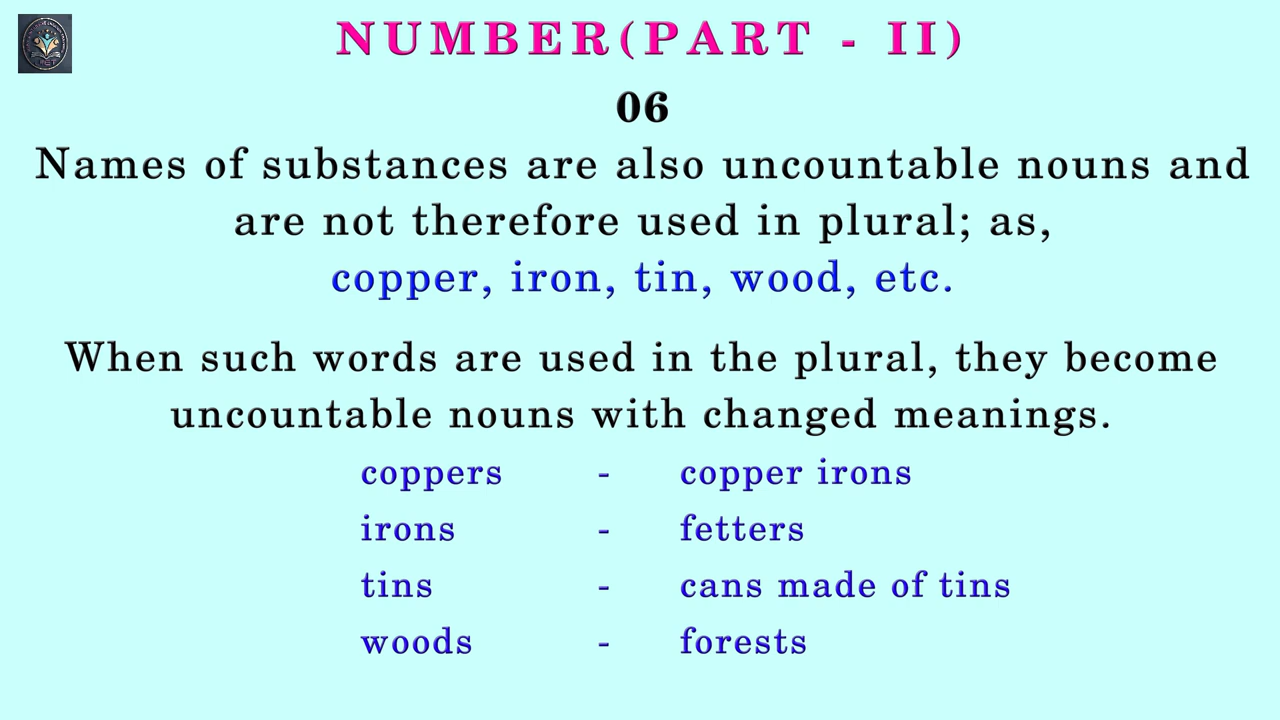 NUMBER(PART - II)
06
Names of substances are also uncountable nouns and
are not therefore used in plural; as,
copper, iron, tin, wood, etc.
When such words are used in the plural, they become
uncountable nouns with changed meanings.
coppers - copper irons
irons - fetters
tins - cans made of tins
woods - forests